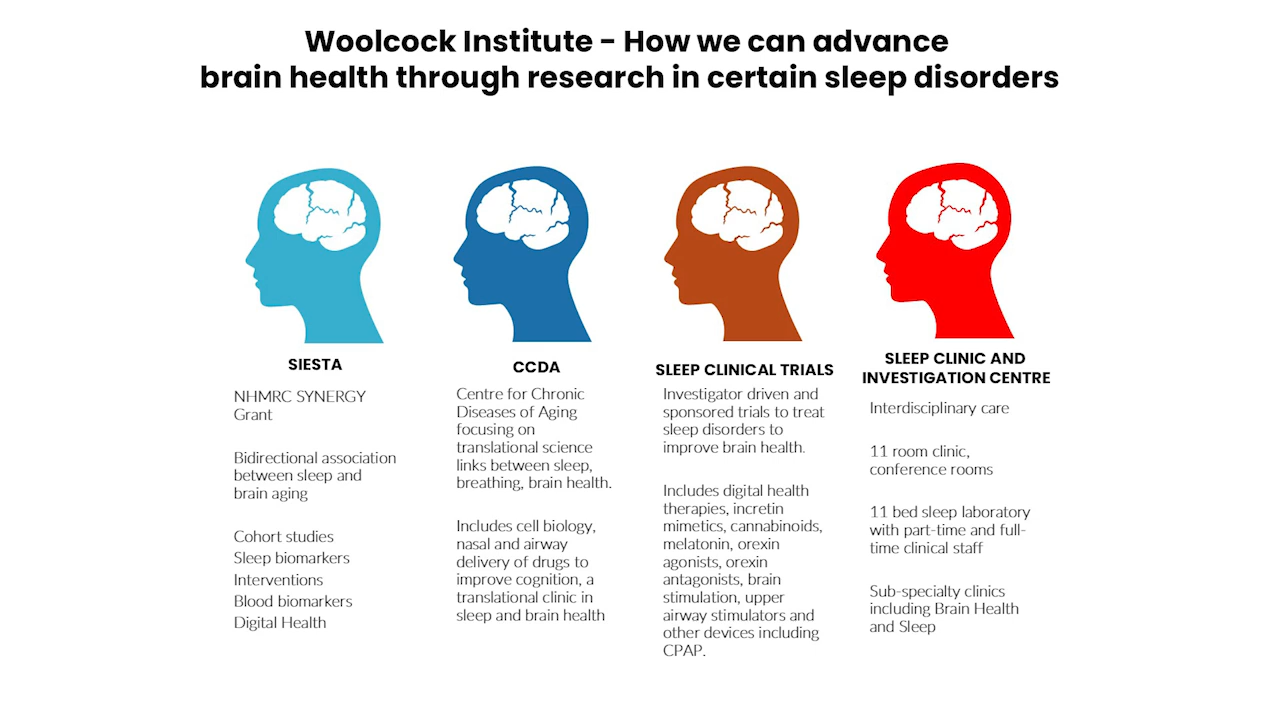 Woolcock Institute - How we can advance
brain health through research in certain sleep disorders
SIESTA
NHMRC SYNERGY
Grant
Bidirectional association
between sleep and
brain aging
Cohort studies
Sleep biomarkers
Interventions
Blood biomarkers
Digital Health
CCDA
Centre for Chronic
Diseases of Aging
focusing on
translational science
links between sleep,
breathing, brain health.
Includes cell biology,
nasal and airway
delivery of drugs to
improve cognition, a
translational clinic in
sleep and brain health
SLEEP CLINICAL TRIALS
Investigator driven and
sponsored trials to treat
sleep disorders to
improve brain health.
Includes digital health
therapies, incretin
mimetics, cannabinoids,
melatonin, orexin
agonists, orexin
antagonists, brain
stimulation, upper
airway stimulators and
other devices including
CPAP.
SLEEP CLINIC AND
INVESTIGATION CENTRE
Interdisciplinary care
11 room clinic,
conference rooms
11 bed sleep laboratory
with part-time and full-
time clinical staff
Sub-specialty clinics
including Brain Health
and Sleep